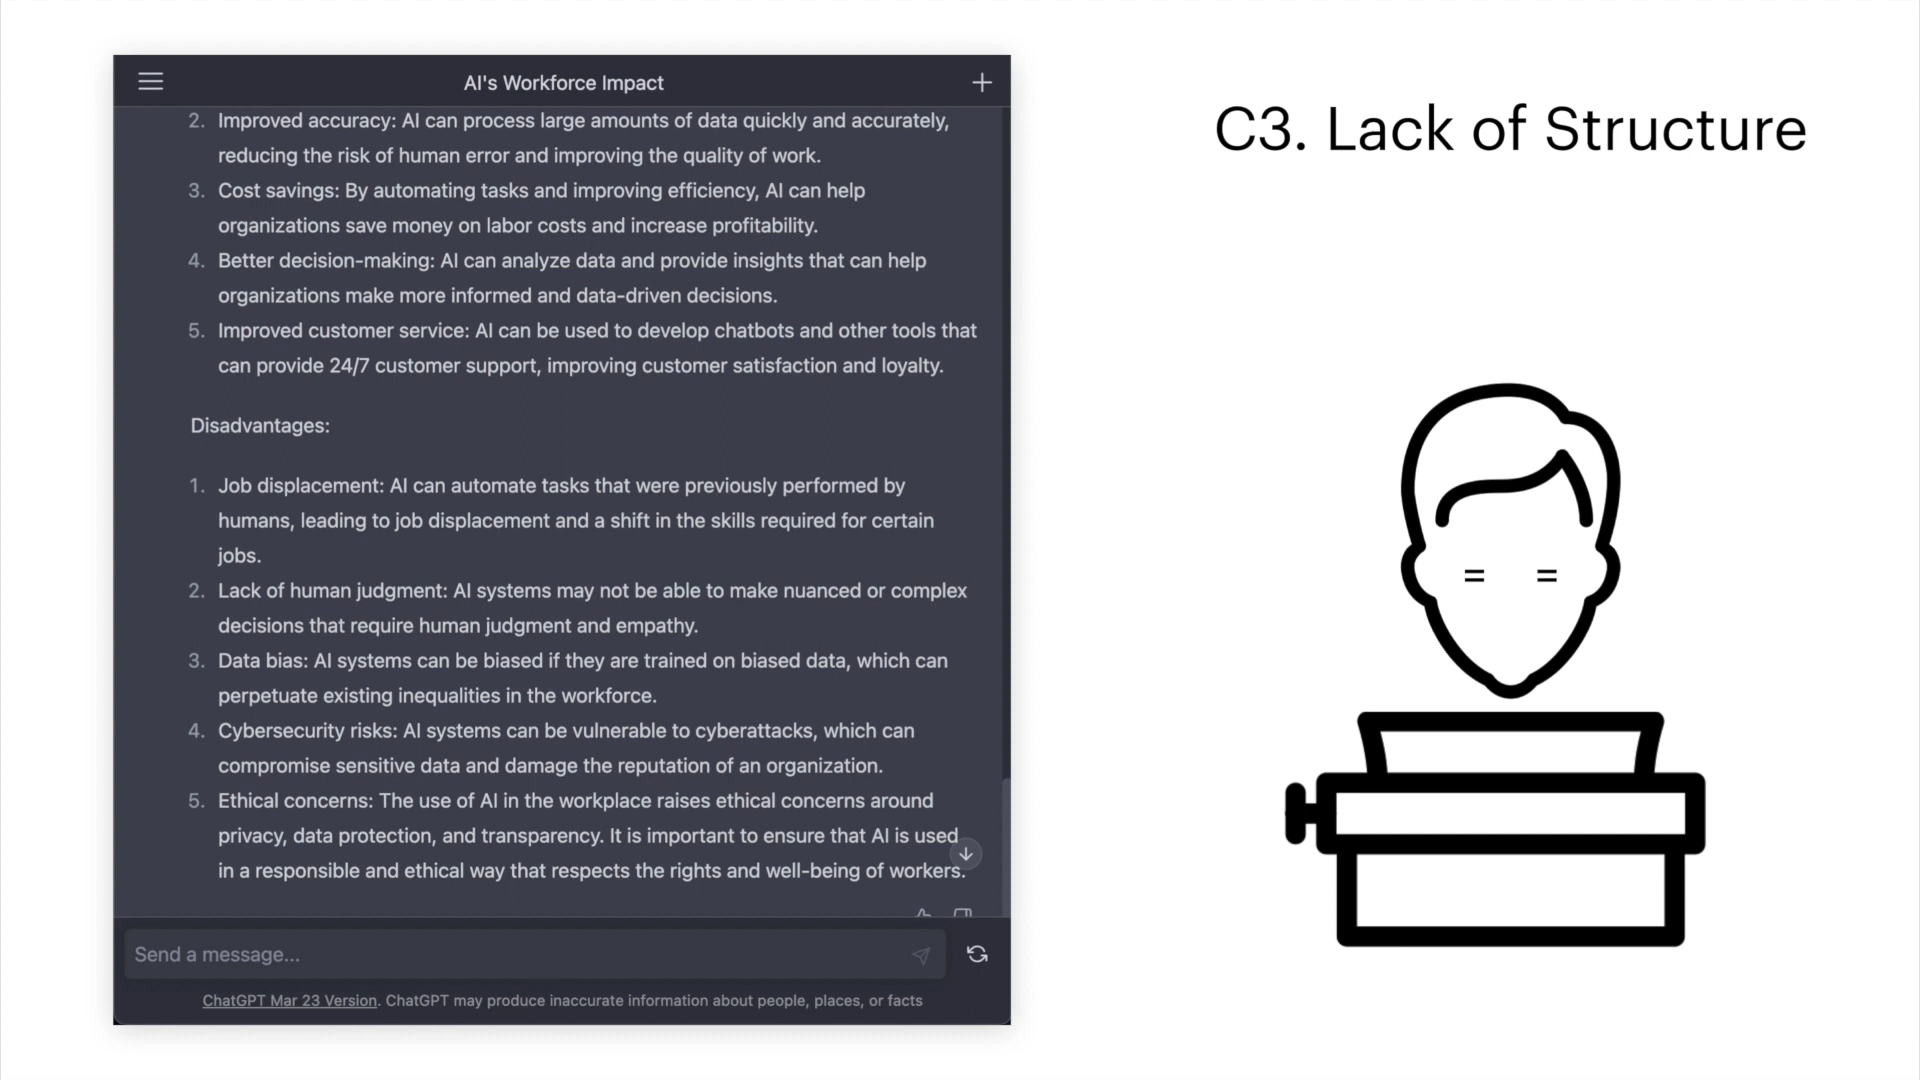 AI's Workforce Impact
C3. Lack of Structure
2. Improved accuracy: AI can process large amounts of data quickly and accurately,
reducing the risk of human error and improving the quality of work.
3. Cost savings: By automating tasks and improving efficiency, AI can help
organizations save money on labor costs and increase profitability.
4. Better decision-making: AI can analyze data and provide insights that can help
organizations make more informed and data-driven decisions.
5. Improved customer service: AI can be used to develop chatbots and other tools that
can provide 24/7 customer support, improving customer satisfaction and loyalty.
Disadvantages:
1. Job displacement: AI can automate tasks that were previously performed by
humans, leading to job displacement and a shift in the skills required for certain
jobs.
2. Lack of human judgment: AI systems may not be able to make nuanced or complex
decisions that require human judgment and empathy.
3. Data bias: AI systems can be biased if they are trained on biased data, which can
perpetuate existing inequalities in the workforce.
4. Cybersecurity risks: AI systems can be vulnerable to cyberattacks, which can
compromise sensitive data and damage the reputation of an organization.
5. Ethical concerns: The use of AI in the workplace raises ethical concerns around
privacy, data protection, and transparency. It is important to ensure that AI is used
in a responsible and ethical way that respects the rights and well-being of workers.
Send a message...
ChatGPT Mar 23 Version. ChatGPT may produce inaccurate information about people, places, or facts